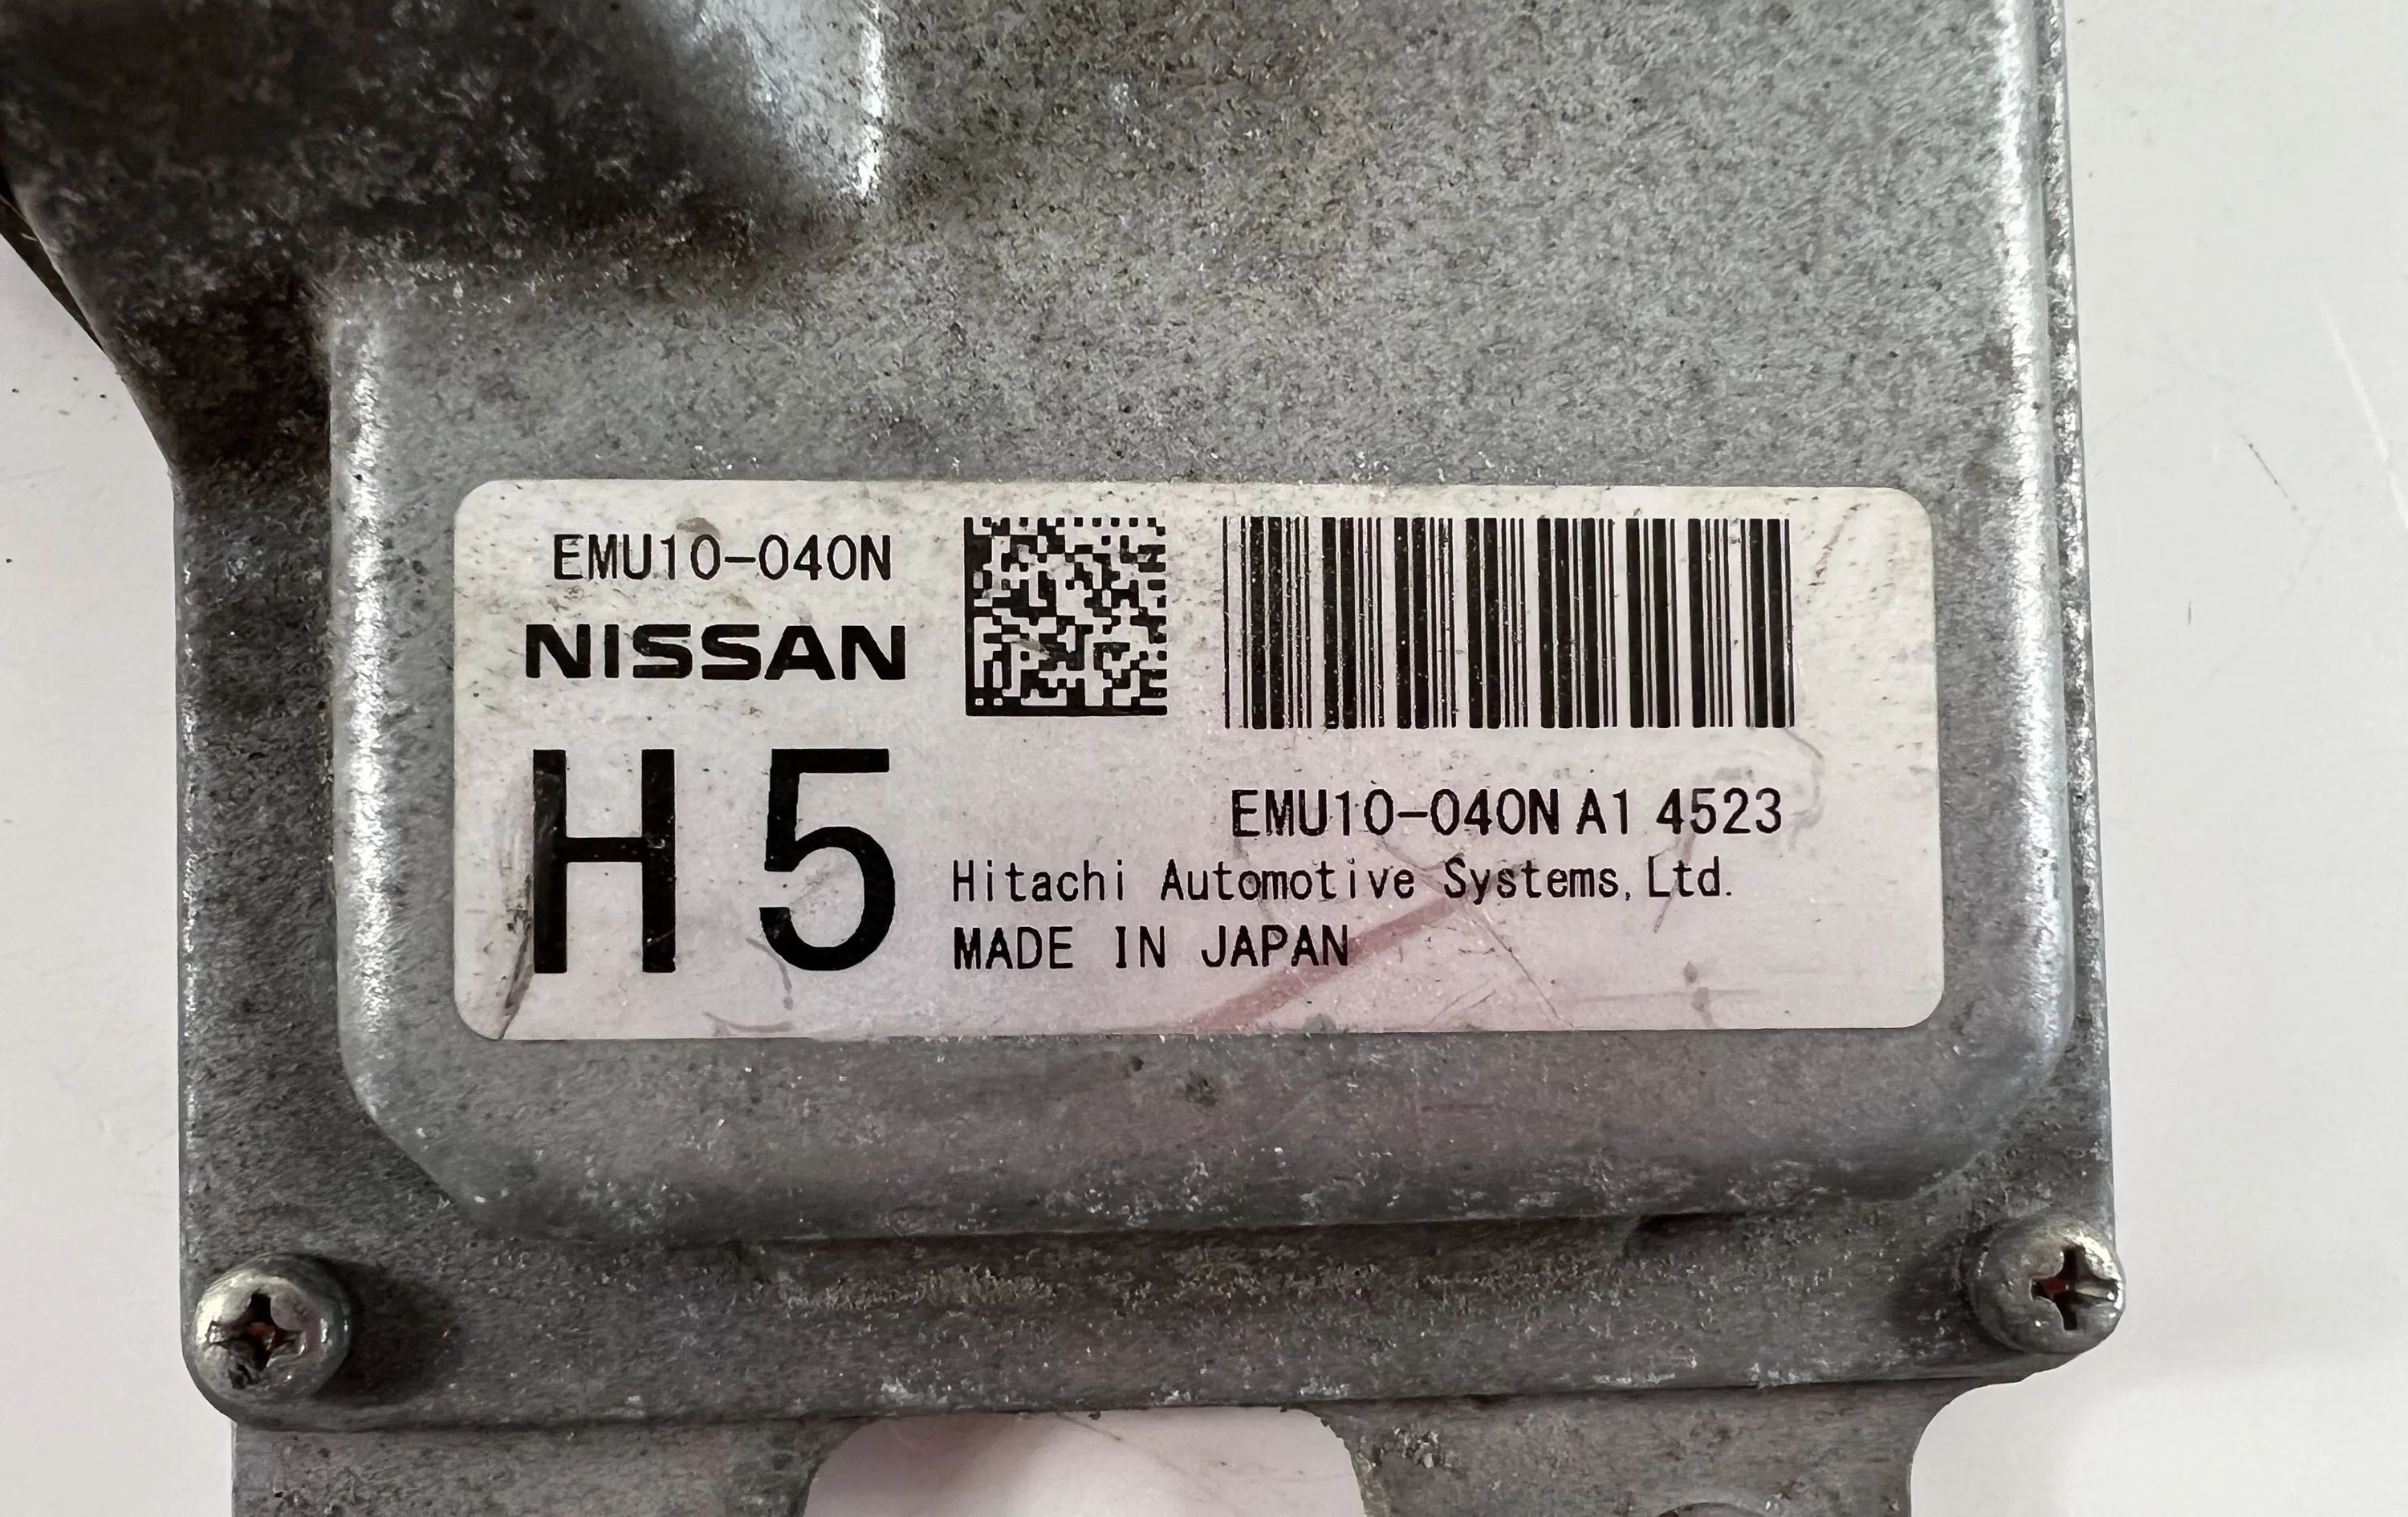 EMU10-040N
NISSAN
H5
EMU10-040N A1 4523
Hitachi Automotive Systems, Ltd.
MADE IN JAPAN